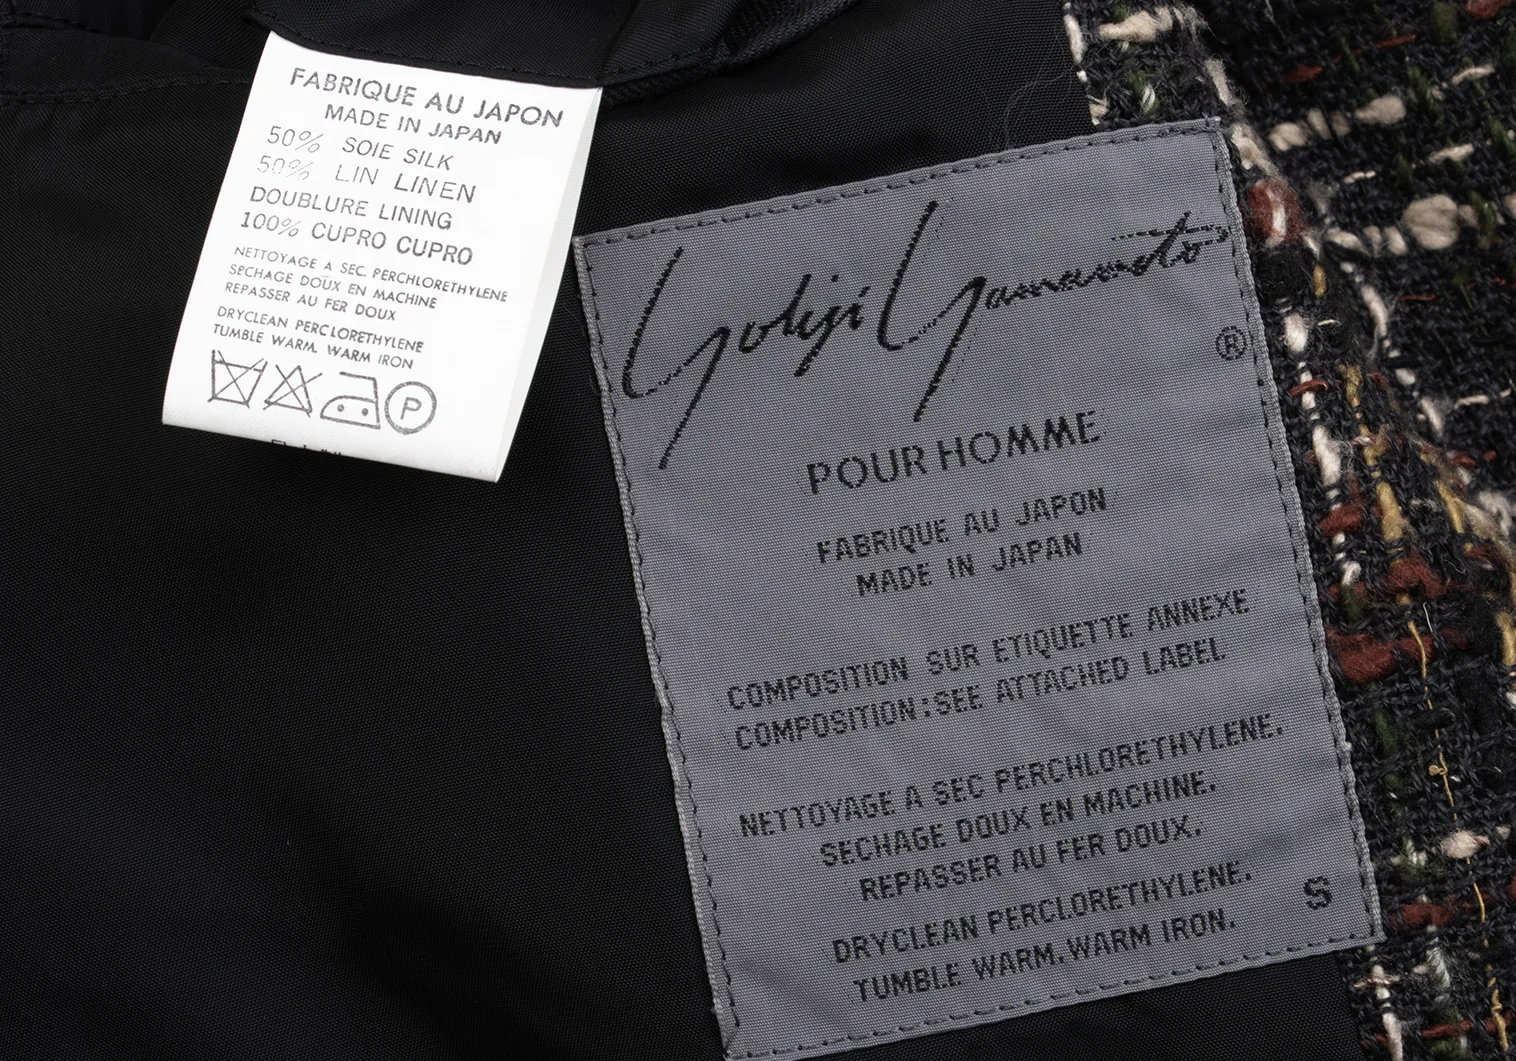 FABRIQUE AU JAPON
MADE IN JAPAN
50% SOIE SILK
50% LIN LINEN
DOUBLURE LINING
100% CUPRO CUPRO
NETTOYAGE A SEC. PERCHLORETHYLENE
SECHAGE DOUX EN MACHINE
REPASSER AU FER DOUX
DRYCLEAN PERCLORETHYLENE
TUMBLE WARM. WARM IRON
P
Yohji Yamamoto
®
POUR HOMME
FABRIQUE AU JAPON
MADE IN JAPAN
COMPOSITION SUR ETIQUETTE ANNEXE
COMPOSITION:SEE ATTACHED LABEL
NETTOYAGE A SEC PERCHLORETHYLENE.
SECHAGE DOUX EN MACHINE.
REPASSER AU FER DOUX.
DRYCLEAN PERCLORETHYLENE.
TUMBLE WARM.WARM IRON.
S